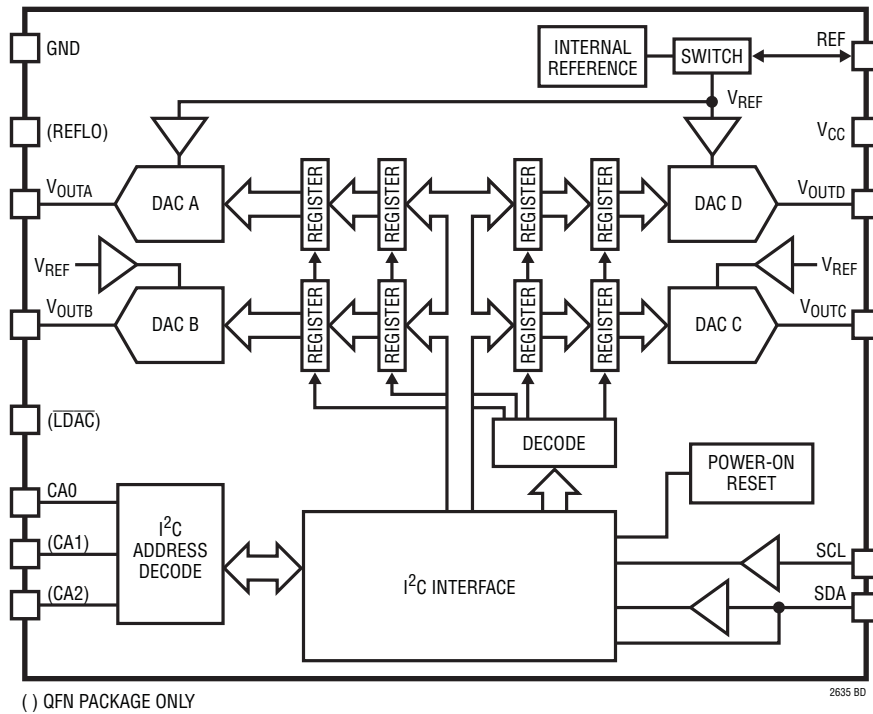 GND
INTERNAL
REFERENCE
SWITCH
REF
VREF
(REFLO)
VCC
VOUTA
DAC A
REGISTER
REGISTER
REGISTER
REGISTER
DAC D
VOUTD
VREF
VREF
VOUTB
DAC B
REGISTER
REGISTER
REGISTER
REGISTER
DAC C
VOUTC
(LDAC)
DECODE
POWER-ON
RESET
CA0
(CA1)
(CA2)
I2C
ADDRESS
DECODE
I2C INTERFACE
SCL
SDA
( ) QFN PACKAGE ONLY
2635 BD